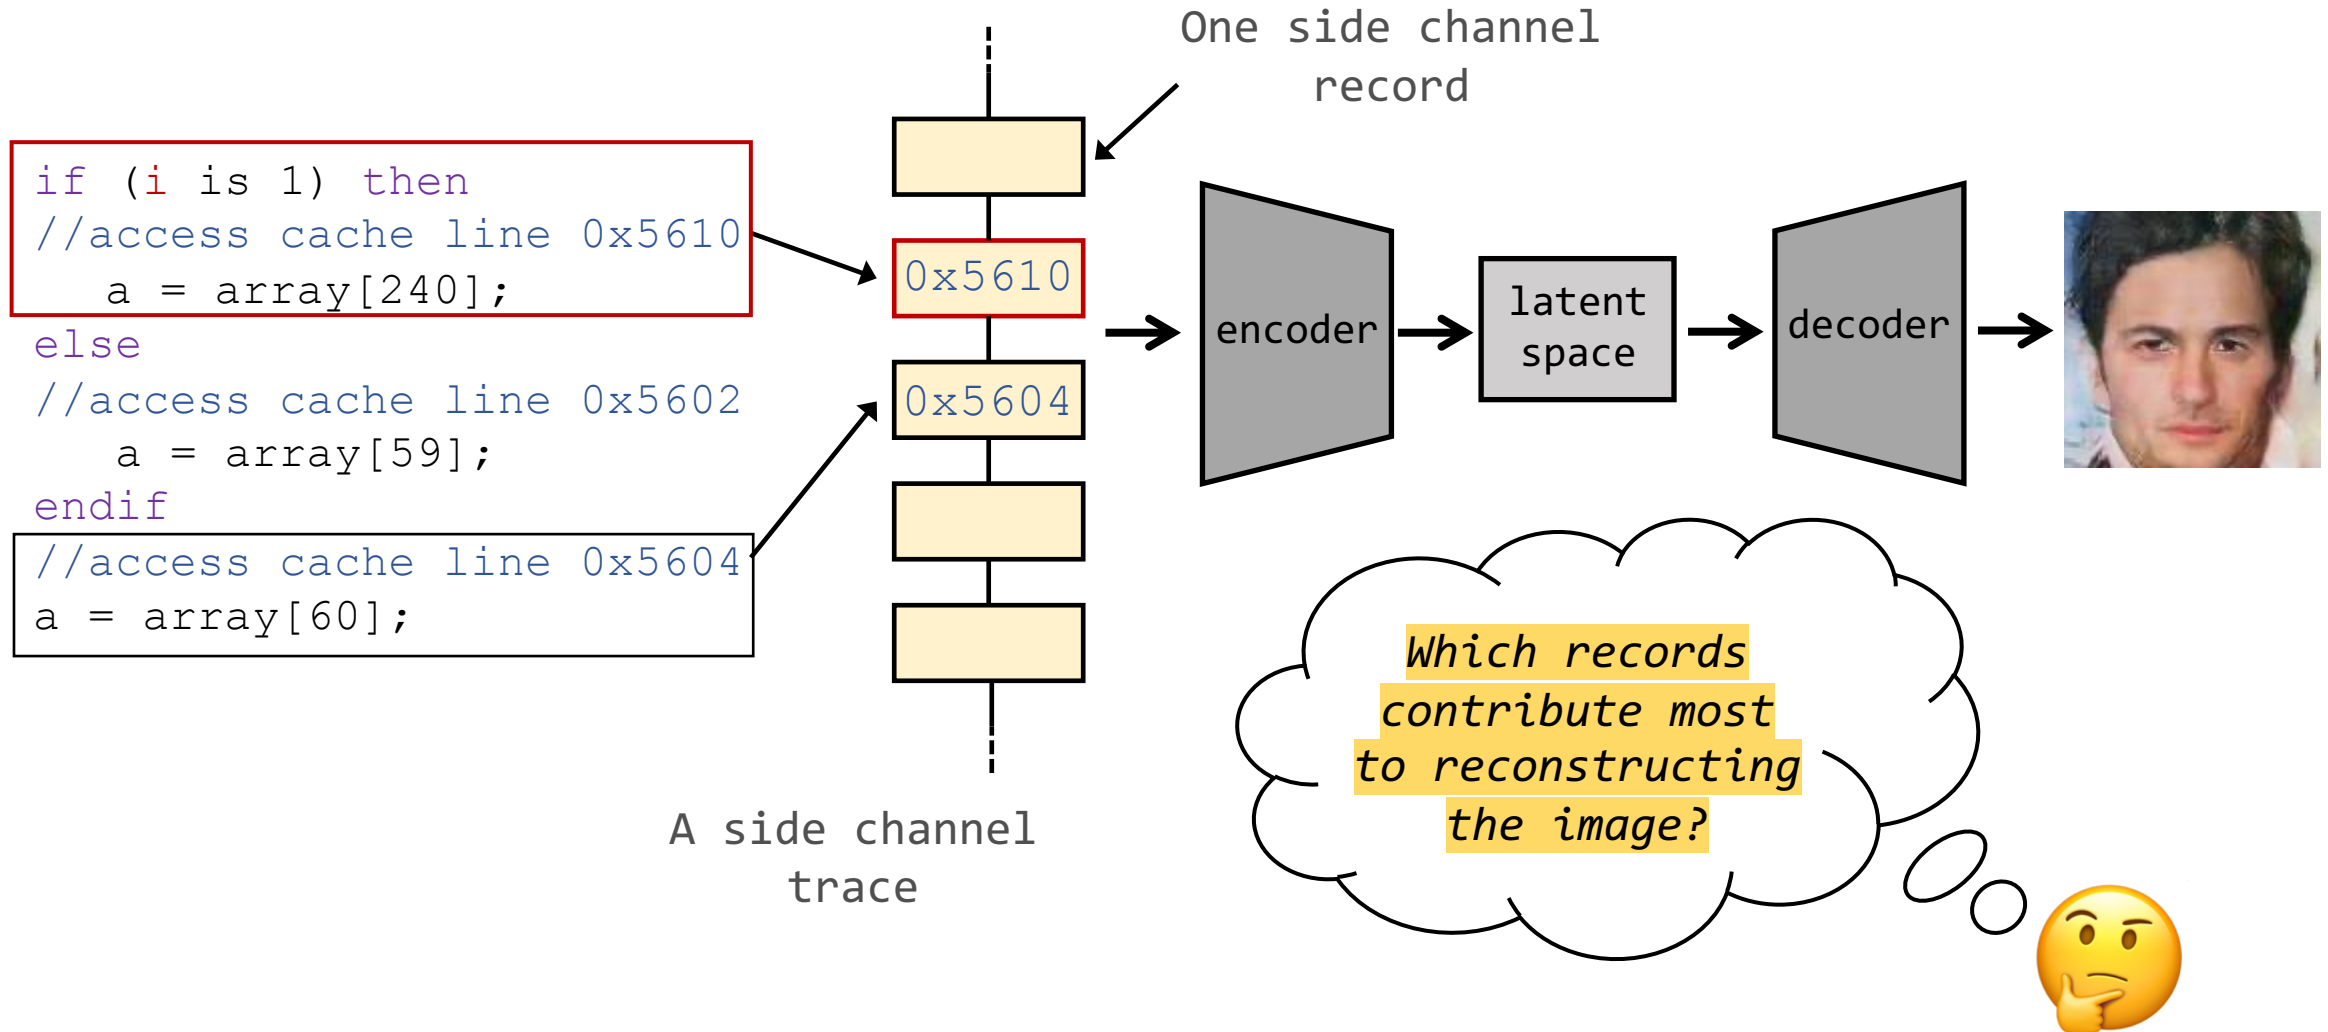 One side channel
record
if (i is 1) then
//access cache line 0x5610
a = array[240];
else
//access cache line 0x5602
a = array[59];
endif
//access cache line 0x5604
a = array[60];
0x5610
0x5604
A side channel
trace
encoder
latent
space
decoder
Which records
contribute most
to reconstructing
the image?